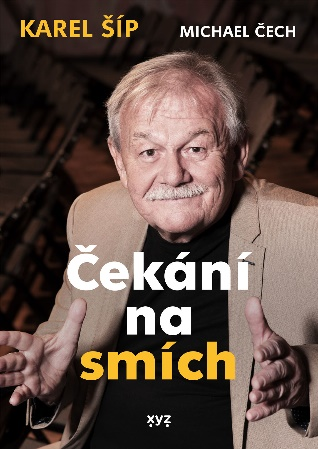 KAREL ŠÍP
MICHAEL ČECH
Čekání
na
smích
xyz